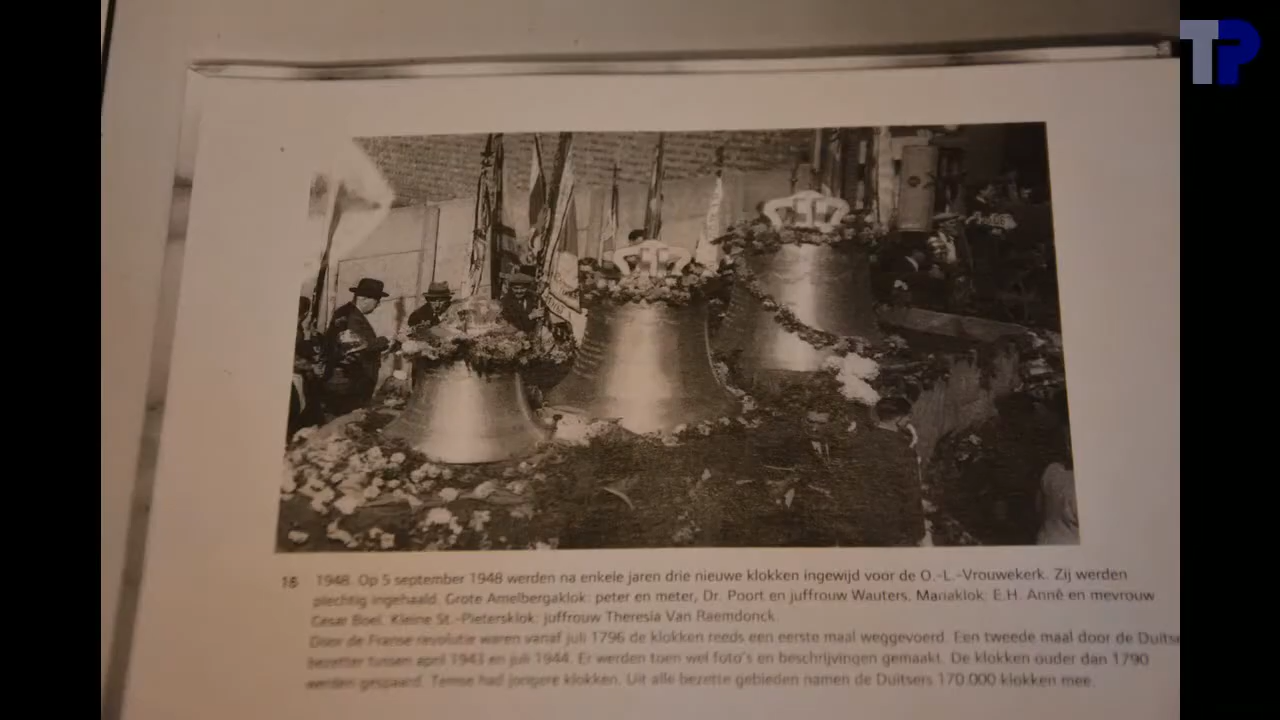 TP
16 1948. Op 5 september 1948 werden na enkele jaren drie nieuwe klokken ingewijd voor de O.-L.-Vrouwekerk. Zij werden
plechtig ingehaald. Grote Amelbergaklok: peter en meter, Dr. Poort en juffrouw Wauters. Mariaklok: E.H. Anné en mevrouw
Cesar Boel. Kleine St.-Pietersklok: juffrouw Theresia Van Raemdonck.
Door de Franse revolutie waren vanaf juli 1796 de klokken reeds een eerste maal weggevoerd. Een tweede maal door de Duitse
bezetter tussen april 1943 en juli 1944. Er werden toen wel foto's en beschrijvingen gemaakt. De klokken ouder dan 1790
werden gespaard. Temse had jongere klokken. Uit alle bezette gebieden namen de Duitsers 170.000 klokken mee.